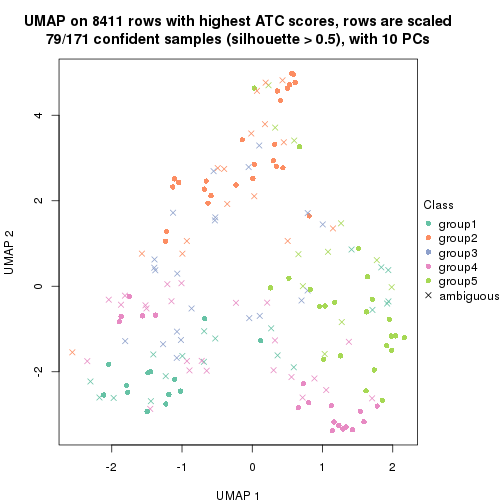 UMAP on 8411 rows with highest ATC scores, rows are scaled
79/171 confident samples (silhouette > 0.5), with 10 PCs
UMAP 2
4
2
0
-2
-2
-1
0
1
2
UMAP 1
Class
group1
group2
group3
group4
group5
ambiguous